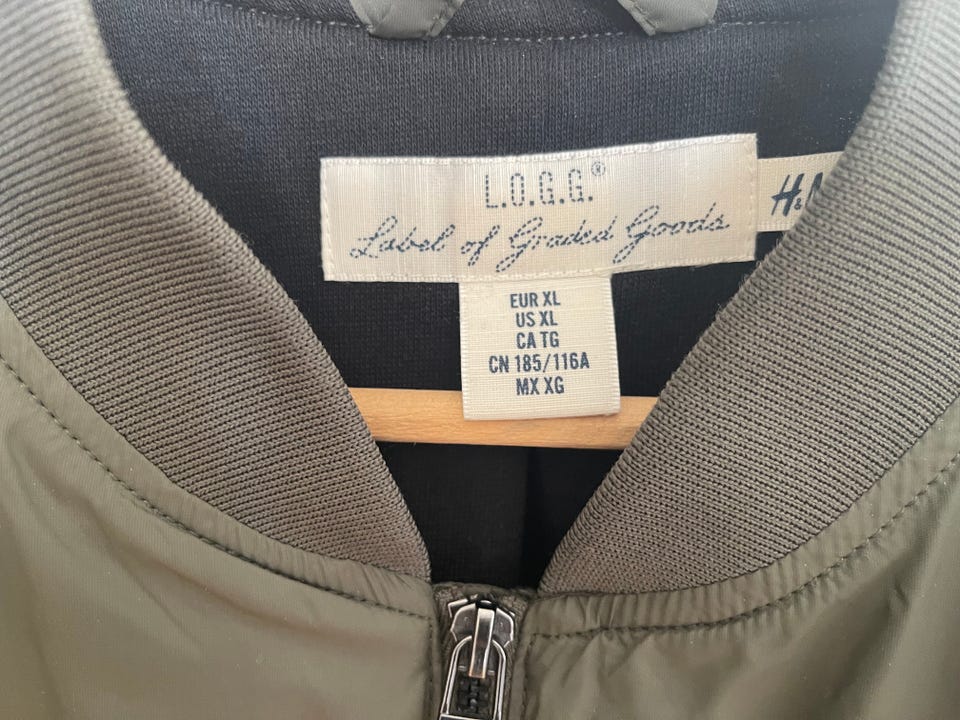 L.O.G.G.®
Label of Graded Goods
H&M
EUR XL
US XL
CA TG
CN 185/116A
MX XG